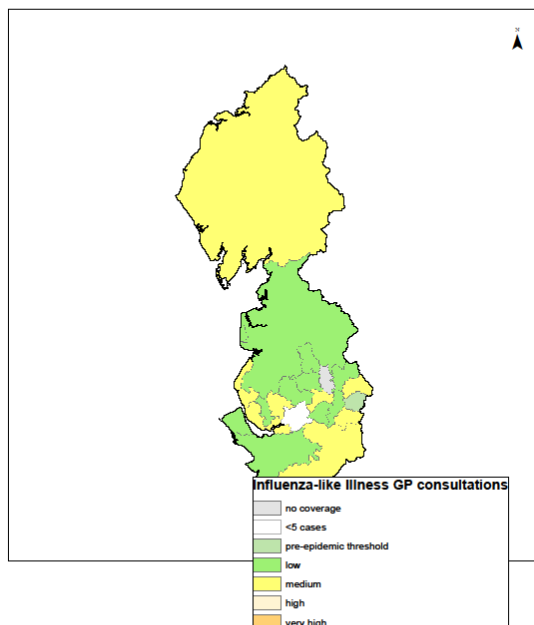 N
Influenza-like Illness GP consultations
no coverage
<5 cases
pre-epidemic threshold
low
medium
high
very high